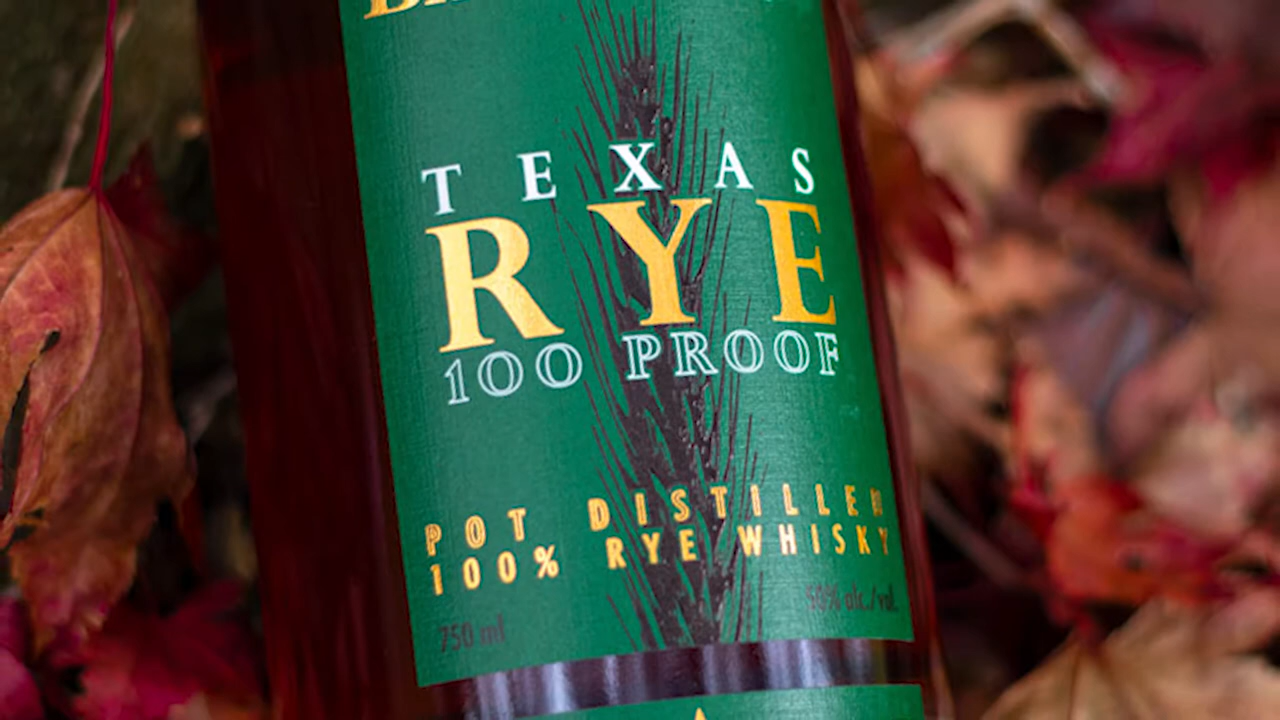 TEXAS
RYE
100 PROOF
POT DISTILLED
100% RYE WHISKY
750 ml
50% alc./vol.